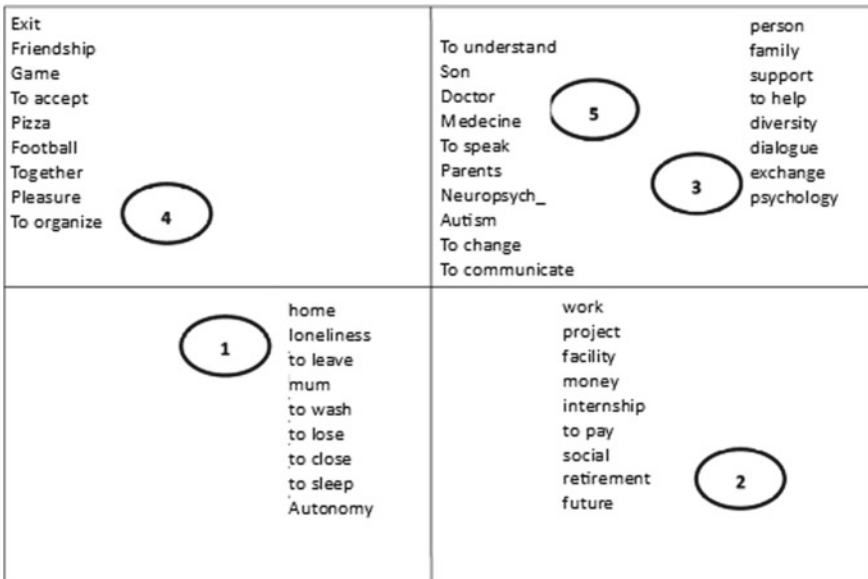 Exit
Friendship
Game
To accept
Pizza
Football
Together
Pleasure
To organize
4
To understand
Son
Doctor
Medecine
To speak
Parents
Neuropsych_
Autism
To change
To communicate
5
3
person
family
support
to help
diversity
dialogue
exchange
psychology
1
home
loneliness
to leave
mum
to wash
to lose
to close
to sleep
Autonomy
work
project
facility
money
internship
to pay
social
retirement
future
2